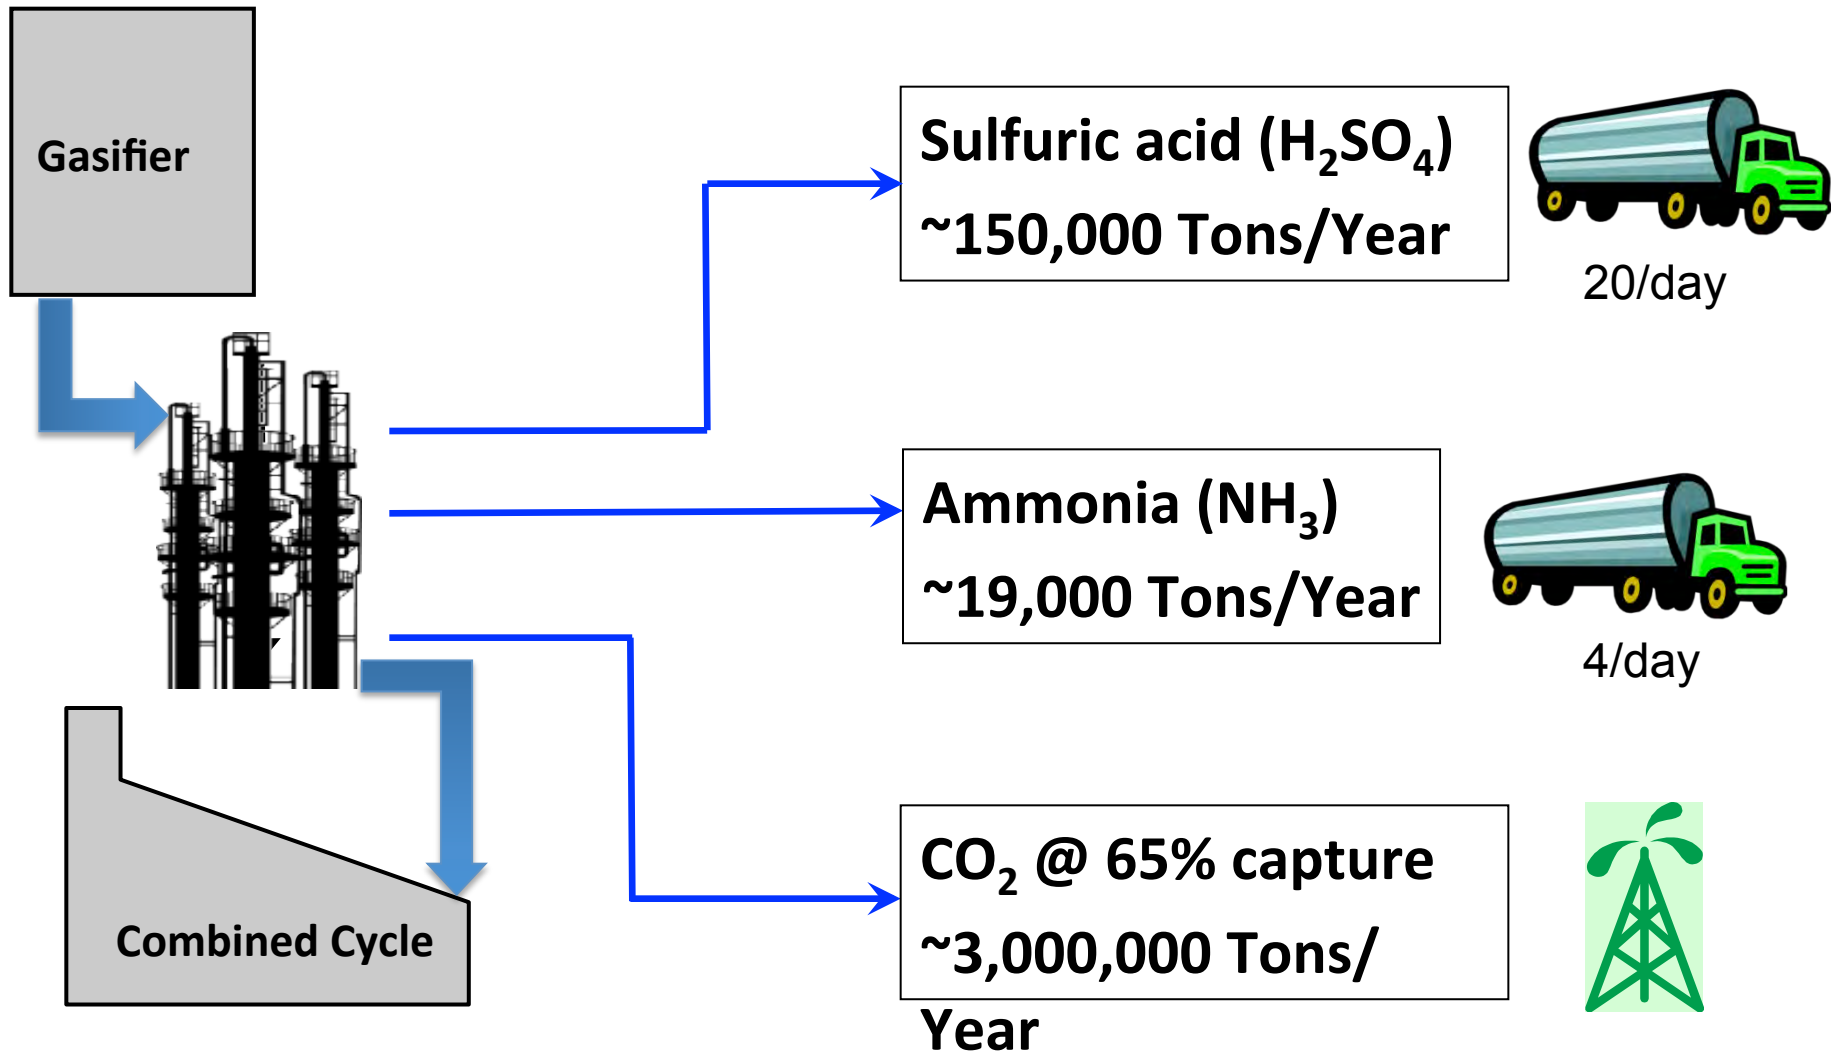 Gasifier
Sulfuric acid (H₂SO₄)
~150,000 Tons/Year
20/day
Ammonia (NH₃)
~19,000 Tons/Year
4/day
CO₂ @ 65% capture
~3,000,000 Tons/
Year
Combined Cycle